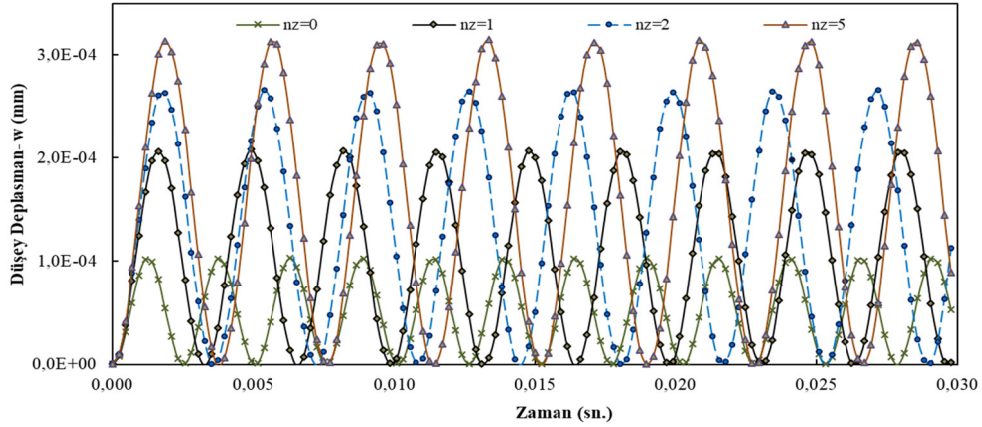 nz=0 nz=1 nz=2 nz=5
3,0E-04
2,0E-04
1,0E-04
0,0E+00
Düşey Deplasman- w (mm)
0.000 0,005 0,010 0,015 0,020 0,025 0,030
Zaman (sn.)